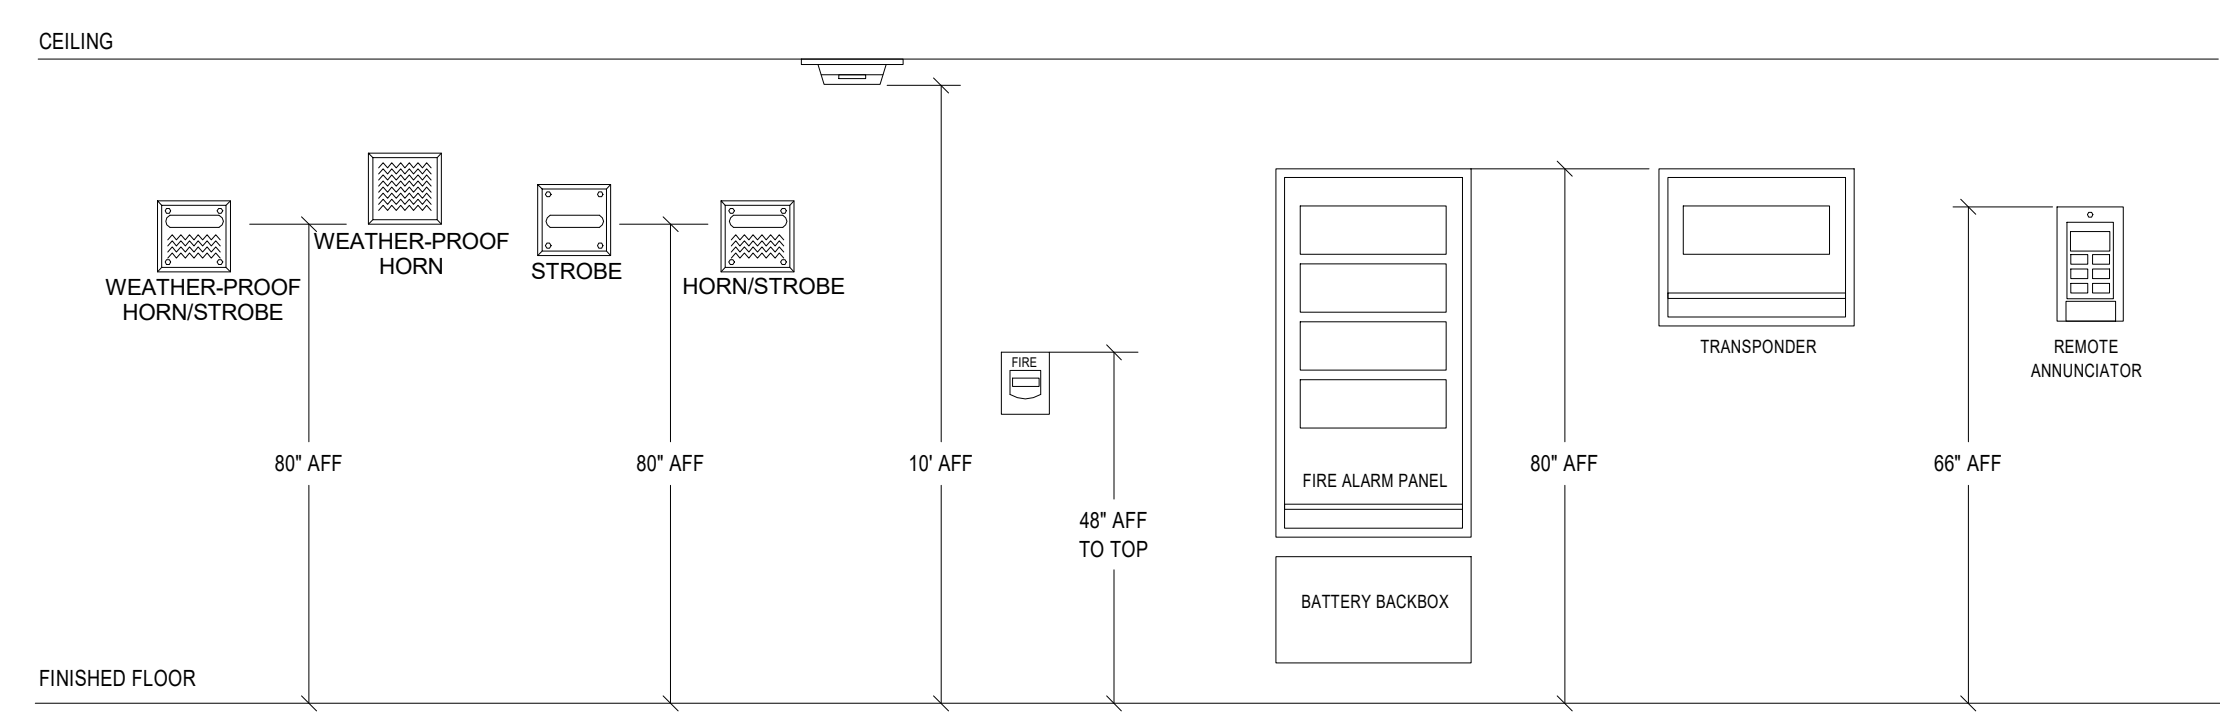 CEILING
WEATHER-PROOF
HORN/STROBE
WEATHER-PROOF
HORN
STROBE
HORN/STROBE
FIRE
FIRE ALARM PANEL
BATTERY BACKBOX
TRANSPONDER
REMOTE
ANNUNCIATOR
80" AFF
80" AFF
10' AFF
48" AFF
TO TOP
80" AFF
66" AFF
FINISHED FLOOR